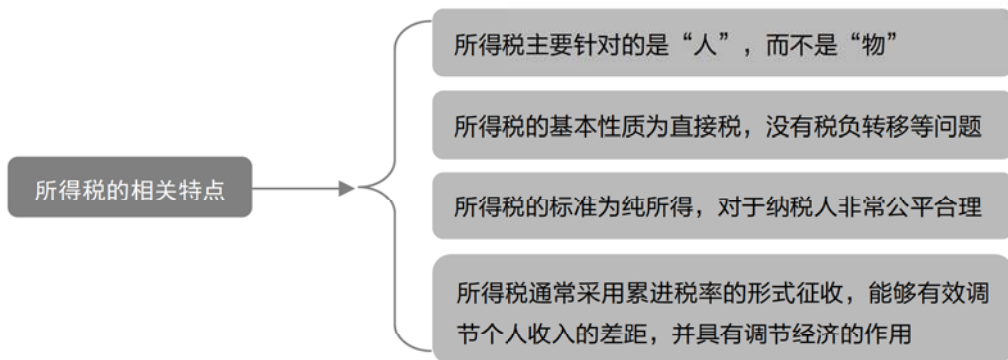 所得税的相关特点
所得税主要针对的是“人”，而不是“物”
所得税的基本性质为直接税，没有税负转移等问题
所得税的标准为纯所得，对于纳税人非常公平合理
所得税通常采用累进税率的形式征收，能够有效调
节个人收入的差距，并具有调节经济的作用